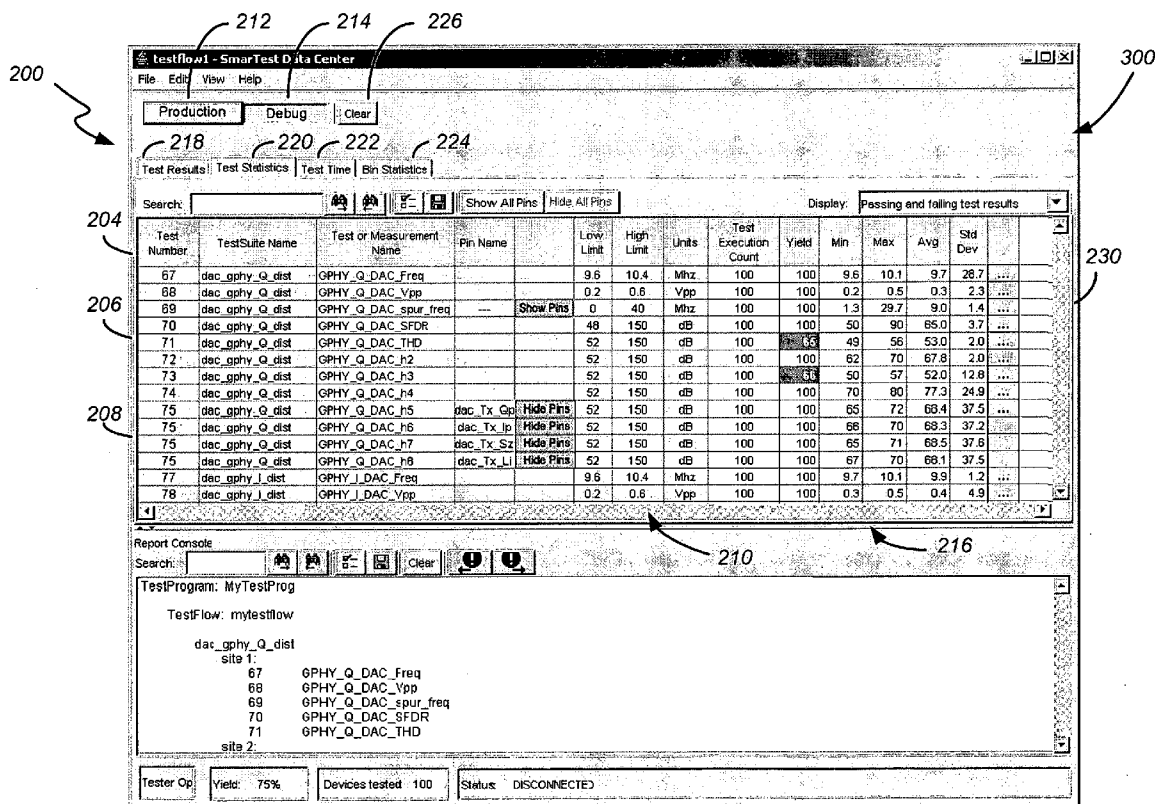 212 214 226
200 300
testflow1 - SmarTest Data Center
File Edit View Help
Production Debug Clear
218 220 222 224
Test Results Test Statistics Test Time Bin Statistics
Search: Show All Pins Hide All Pins Display: Passing and failing test results
204 206 208 230
Test Number TestSuite Name Test or Measurement Name Pin Name Low Limit High Limit Units Test Execution Count Yield Min Max Avg Std Dev
67 dac_gphy_Q_dist GPHY_Q_DAC_Freq 9.6 10.4 Mhz 100 100 9.6 10.1 9.7 28.7 ...
68 dac_gphy_Q_dist GPHY_Q_DAC_Vpp 0.2 0.6 Vpp 100 100 0.2 0.5 0.3 2.3 ...
69 dac_gphy_Q_dist GPHY_Q_DAC_spur_freq --- Show Pins 0 40 Mhz 100 100 1.3 29.7 9.0 1.4 ...
70 dac_gphy_Q_dist GPHY_Q_DAC_SFDR 48 150 dB 100 100 50 90 65.0 3.7 ...
71 dac_gphy_Q_dist GPHY_Q_DAC_THD 52 150 dB 100 49 56 53.0 2.0 ...
72 dac_gphy_Q_dist GPHY_Q_DAC_h2 52 150 dB 100 100 62 70 67.8 2.0 ...
73 dac_gphy_Q_dist GPHY_Q_DAC_h3 52 150 dB 100 50 57 52.0 12.8 ...
74 dac_gphy_Q_dist GPHY_Q_DAC_h4 52 150 dB 100 100 70 80 77.3 24.9 ...
75 dac_gphy_Q_dist GPHY_Q_DAC_h5 dac_Tx_Qp Hide Pins 52 150 dB 100 100 65 72 68.4 37.5 ...
75 dac_gphy_Q_dist GPHY_Q_DAC_h6 dac_Tx_Ip Hide Pins 52 150 dB 100 100 66 70 68.3 37.2
75 dac_gphy_Q_dist GPHY_Q_DAC_h7 dac_Tx_Sz Hide Pins 52 150 dB 100 100 65 71 68.5 37.6
75 dac_gphy_Q_dist GPHY_Q_DAC_h8 dac_Tx_Li Hide Pins 52 150 dB 100 100 67 70 68.1 37.5
77 dac_gphy_I_dist GPHY_I_DAC_Freq 9.6 10.4 Mhz 100 100 9.7 10.1 9.9 1.2 ...
78 dac_gphy_I_dist GPHY_I_DAC_Vpp 0.2 0.6 Vpp 100 100 0.3 0.5 0.4 4.9 ...
210 216
Report Console
Search: Clear
TestProgram: MyTestProg
TestFlow: mytestflow
dac_gphy_Q_dist
site 1:
67 GPHY_Q_DAC_Freq
68 GPHY_Q_DAC_Vpp
69 GPHY_Q_DAC_spur_freq
70 GPHY_Q_DAC_SFDR
71 GPHY_Q_DAC_THD
site 2:
Tester Op Yield: 75% Devices tested 100 Status: DISCONNECTED